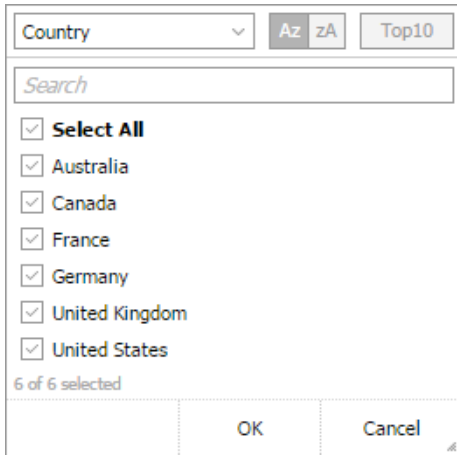 Country Az zA Top10
Search
Select All
Australia
Canada
France
Germany
United Kingdom
United States
6 of 6 selected
OK Cancel